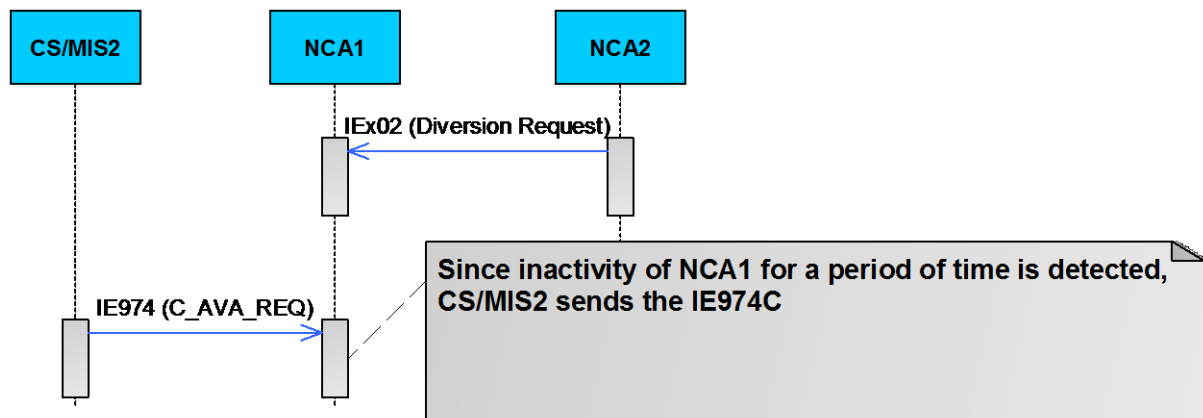 CS/MIS2
NCA1
NCA2
IEx02 (Diversion Request)
Since inactivity of NCA1 for a period of time is detected,
CS/MIS2 sends the IE974C
IE974 (C_AVA_REQ)